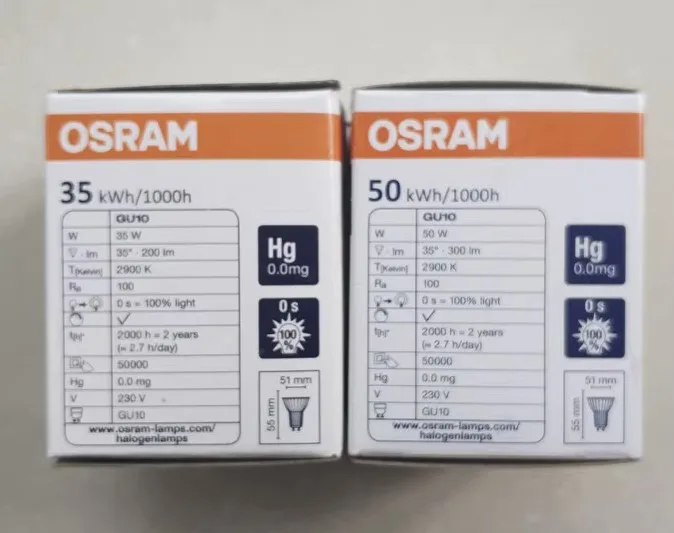 OSRAM
35 kWh/1000h
GU10
W 35 W
lm 35° · 200 lm
T[Kelvin] 2900 K
Ra 100
0 s = 100% light
2000 h = 2 years
(≈ 2.7 h/day)
50000
Hg 0.0 mg
V 230 V
GU10
www.osram-lamps.com/
halogenlamps
Hg
0.0mg
0 s
100
%
51 mm
55 mm
OSRAM
50 kWh/1000h
GU10
W 50 W
lm 35° · 300 lm
T[Kelvin] 2900 K
Ra 100
0 s = 100% light
2000 h = 2 years
(≈ 2.7 h/day)
50000
Hg 0.0 mg
V 230 V
GU10
www.osram-lamps.com/
halogenlamps
Hg
0.0mg
0 s
100
%
51 mm
55 mm